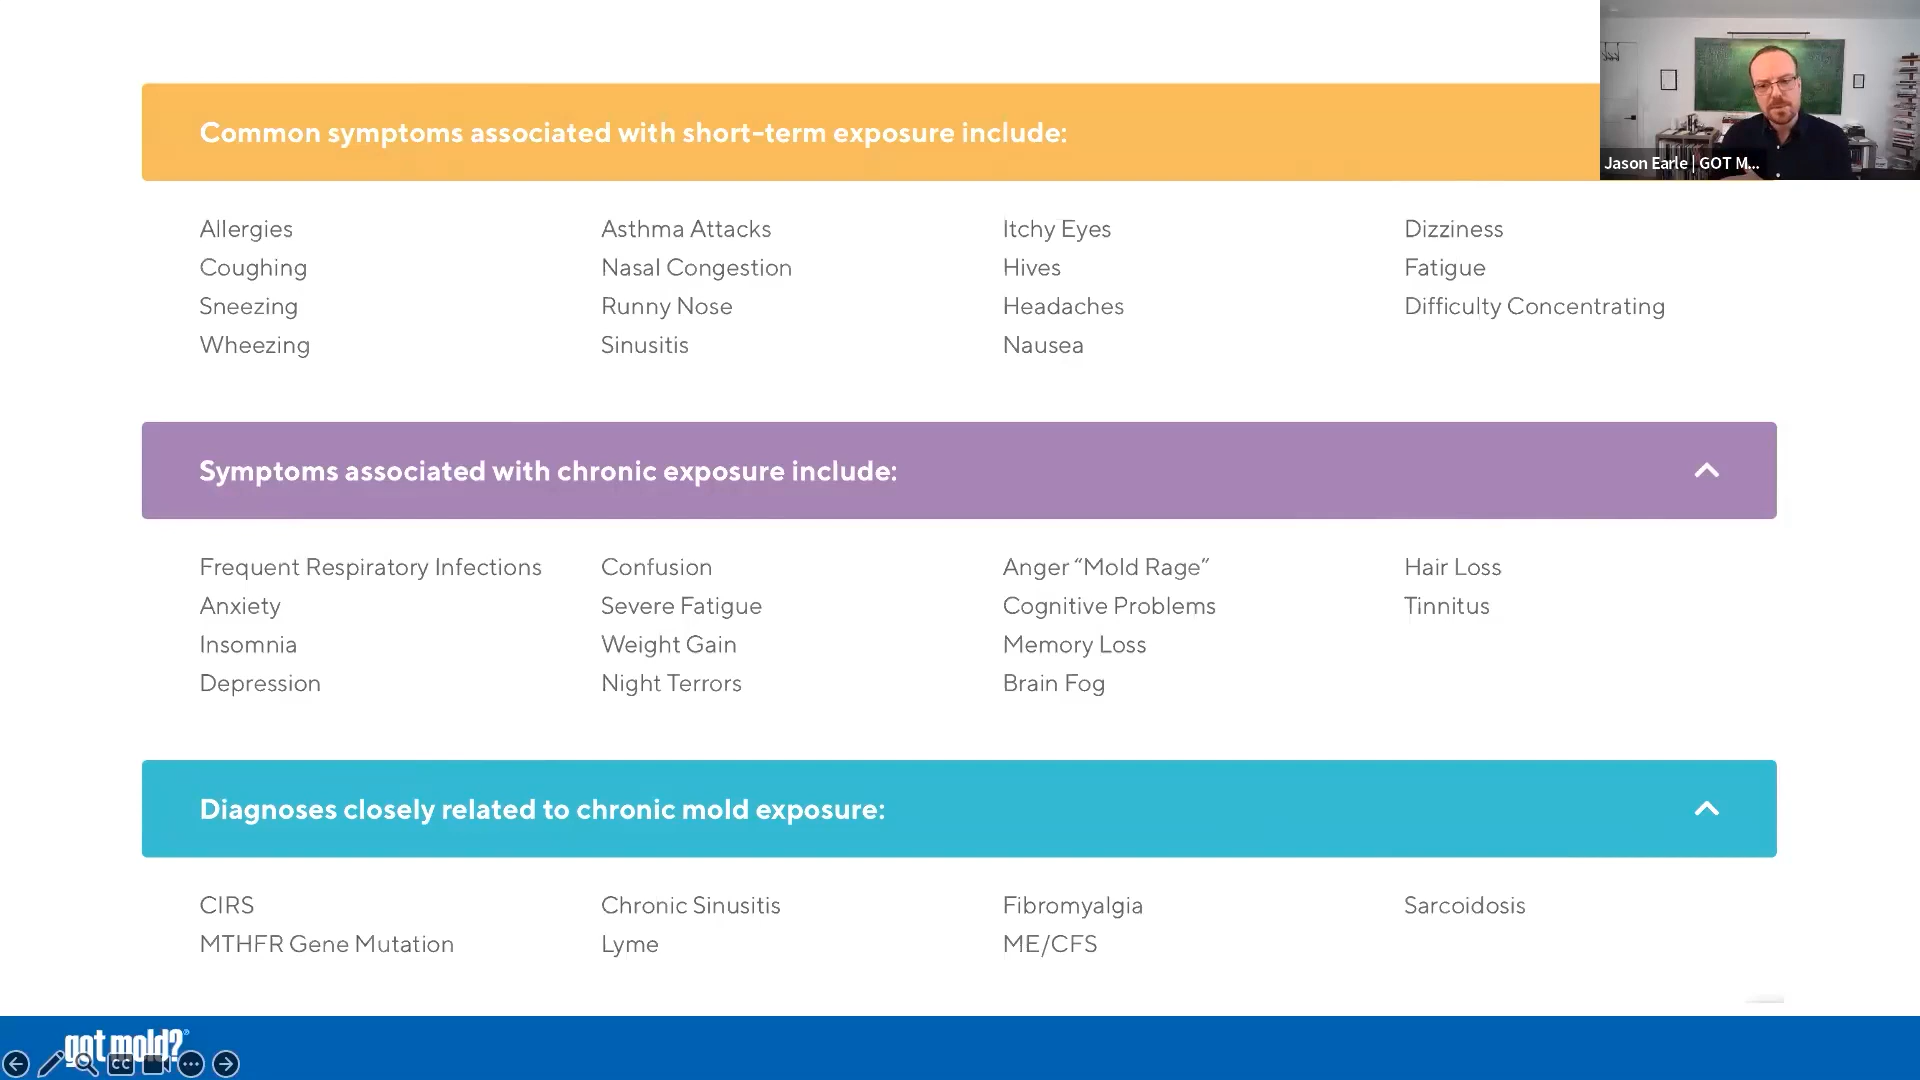 Common symptoms associated with short-term exposure include:
Jason Earle | GOT M...
Allergies
Coughing
Sneezing
Wheezing
Asthma Attacks
Nasal Congestion
Runny Nose
Sinusitis
Itchy Eyes
Hives
Headaches
Nausea
Dizziness
Fatigue
Difficulty Concentrating
Symptoms associated with chronic exposure include:
Frequent Respiratory Infections
Anxiety
Insomnia
Depression
Confusion
Severe Fatigue
Weight Gain
Night Terrors
Anger “Mold Rage”
Cognitive Problems
Memory Loss
Brain Fog
Hair Loss
Tinnitus
Diagnoses closely related to chronic mold exposure:
CIRS
MTHFR Gene Mutation
Chronic Sinusitis
Lyme
Fibromyalgia
ME/CFS
Sarcoidosis
got mold?®
CC